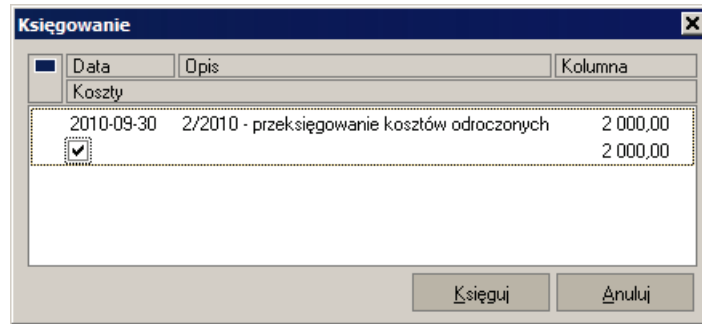 Księgowanie
Data Opis Kolumna
Koszty
2010-09-30 2/2010 - przeksięgowanie kosztów odroczonych 2 000,00
2 000,00
Księguj Anuluj